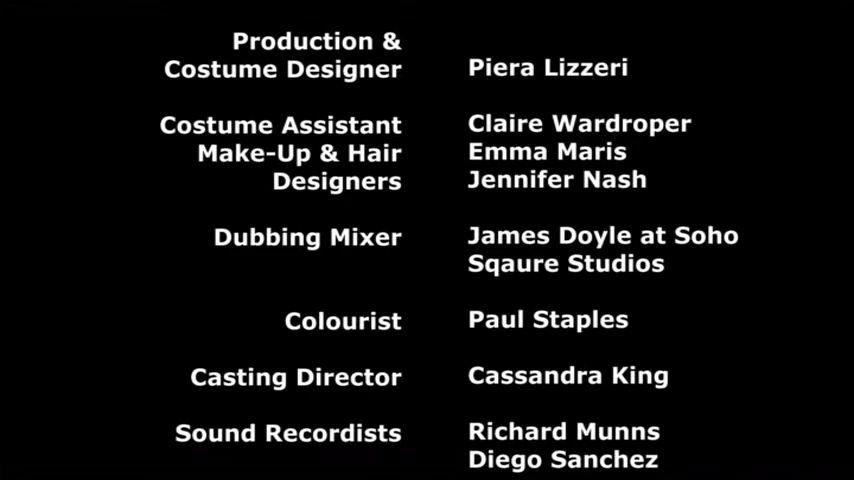 Production &
Costume Designer Piera Lizzeri
Costume Assistant Claire Wardroper
Make-Up & Hair Emma Maris
Designers Jennifer Nash
Dubbing Mixer James Doyle at Soho
Sqaure Studios
Colourist Paul Staples
Casting Director Cassandra King
Sound Recordists Richard Munns
Diego Sanchez